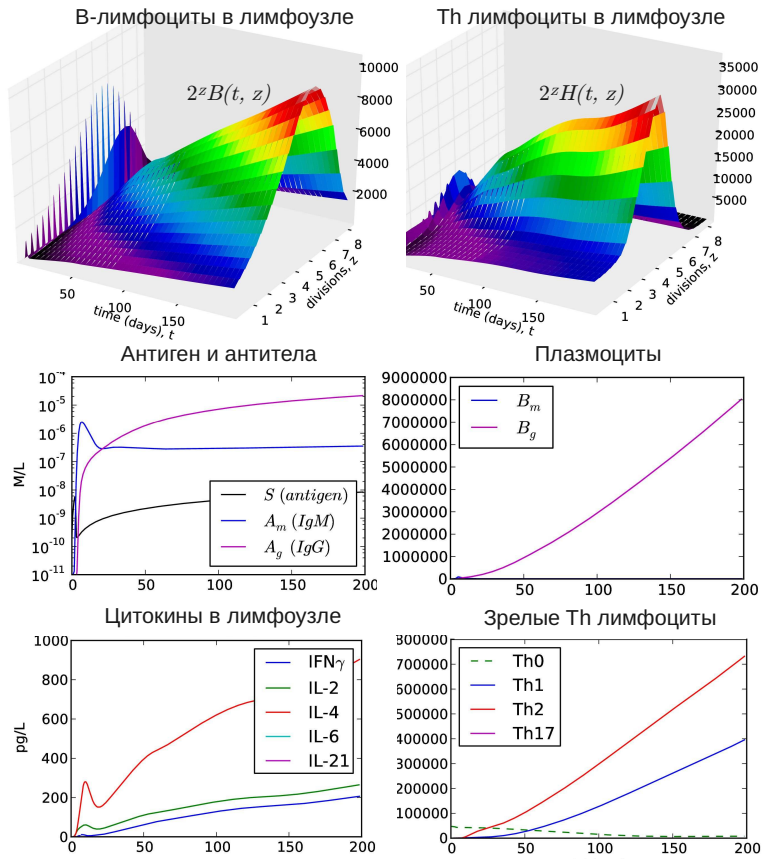 В-лимфоциты в лимфоузле
2ᶻB(t, z)
10000
8000
6000
4000
2000
50
100
150
time (days), t
1
2
3
4
5
6
7
8
divisions, z
Th лимфоциты в лимфоузле
2ᶻH(t, z)
35000
30000
25000
20000
15000
10000
5000
50
100
150
time (days), t
1
2
3
4
5
6
7
8
divisions, z
Антиген и антитела
M/L
10⁻⁴
10⁻⁵
10⁻⁶
10⁻⁷
10⁻⁸
10⁻⁹
10⁻¹⁰
10⁻¹¹
S (antigen)
Aₘ (IgM)
A_g (IgG)
0 50 100 150 200
Плазмоциты
9000000
8000000
7000000
6000000
5000000
4000000
3000000
2000000
1000000
0
Bₘ
B_g
0 50 100 150 200
Цитокины в лимфоузле
pg/L
1000
800
600
400
200
0
IFNγ
IL-2
IL-4
IL-6
IL-21
0 50 100 150 200
Зрелые Th лимфоциты
800000
700000
600000
500000
400000
300000
200000
100000
0
Th0
Th1
Th2
Th17
0 50 100 150 200